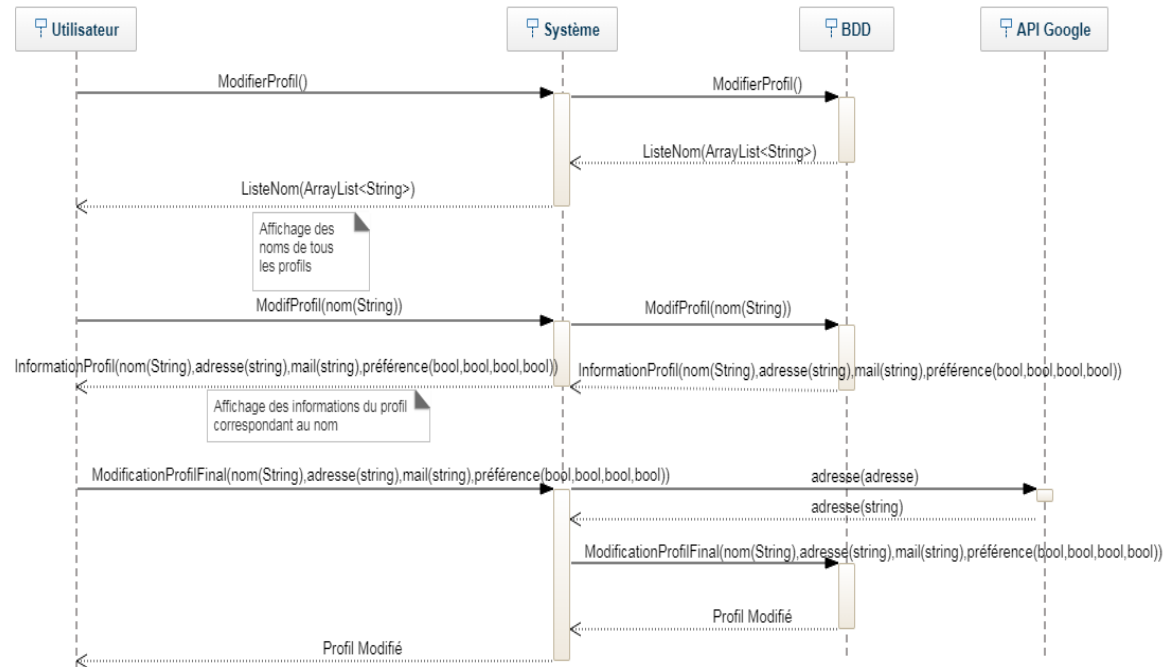 Utilisateur
Système
BDD
API Google
ModifierProfil()
ModifierProfil()
ListeNom(ArrayList<String>)
ListeNom(ArrayList<String>)
Affichage des
noms de tous
les profils
ModifProfil(nom(String))
ModifProfil(nom(String))
InformationProfil(nom(String),adresse(string),mail(string),préférence(bool,bool,bool,bool))
InformationProfil(nom(String),adresse(string),mail(string),préférence(bool,bool,bool,bool))
Affichage des informations du profil
correspondant au nom
ModificationProfilFinal(nom(String),adresse(string),mail(string),préférence(bool,bool,bool,bool))
adresse(adresse)
adresse(string)
ModificationProfilFinal(nom(String),adresse(string),mail(string),préférence(bool,bool,bool,bool))
Profil Modifié
Profil Modifié